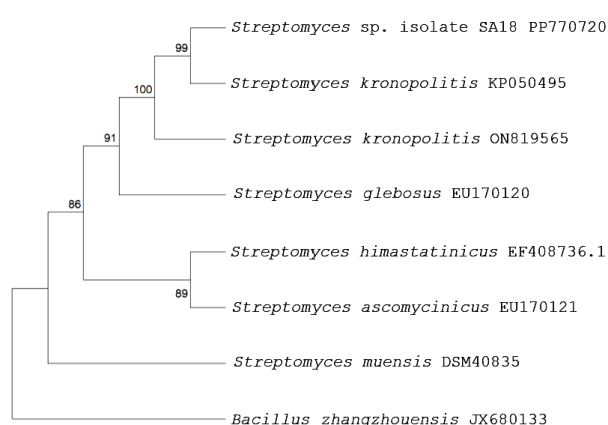 Streptomyces sp. isolate SA18 PP770720
99
Streptomyces kronopolitis KP050495
100
Streptomyces kronopolitis ON819565
91
Streptomyces glebosus EU170120
86
Streptomyces himastatinicus EF408736.1
89
Streptomyces ascomycinicus EU170121
Streptomyces muensis DSM40835
Bacillus zhangzhouensis JX680133